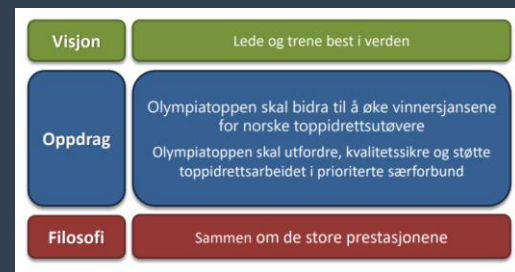 Visjon
Lede og trene best i verden
Oppdrag
Olympiatoppen skal bidra til å øke vinnersjansene
for norske toppidrettsutøvere
Olympiatoppen skal utfordre, kvalitetssikre og støtte
toppidrettsarbeidet i prioriterte særforbund
Filosofi
Sammen om de store prestasjonene